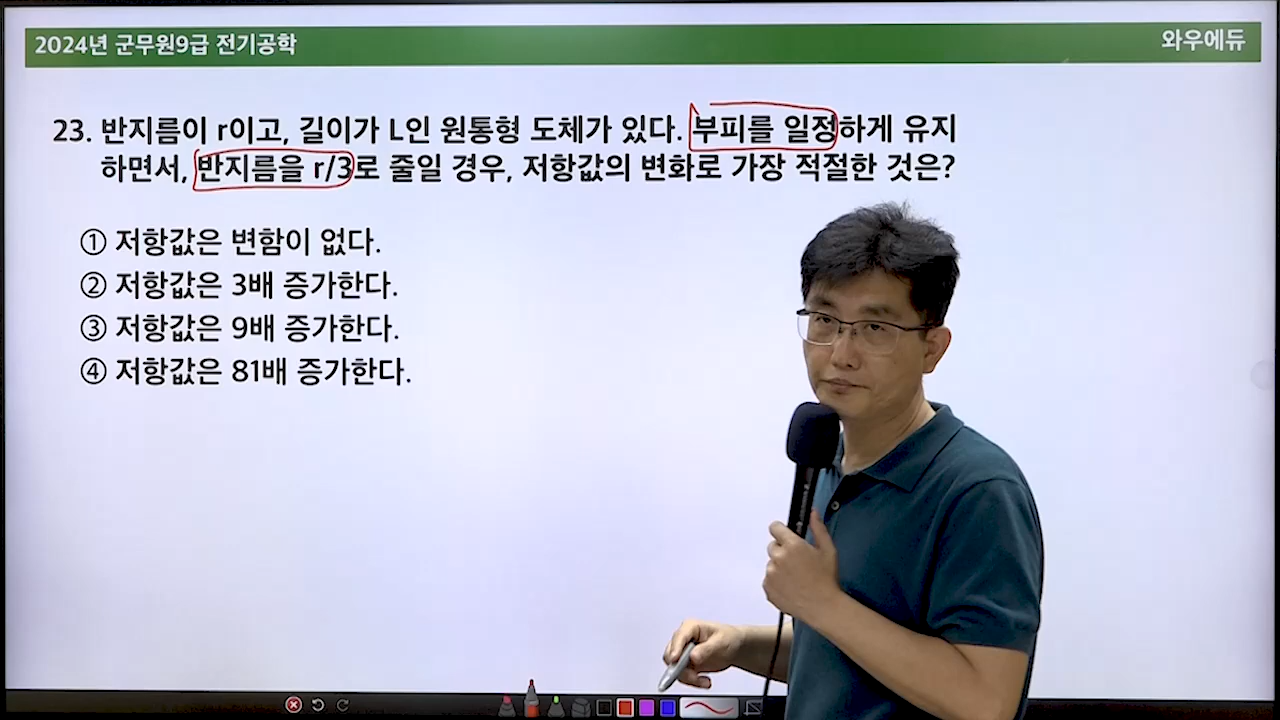 2024년 군무원9급 전기공학
와우에듀
23. 반지름이 r이고, 길이가 L인 원통형 도체가 있다. 부피를 일정하게 유지
하면서, 반지름을 r/3로 줄일 경우, 저항값의 변화로 가장 적절한 것은?
① 저항값은 변함이 없다.
② 저항값은 3배 증가한다.
③ 저항값은 9배 증가한다.
④ 저항값은 81배 증가한다.